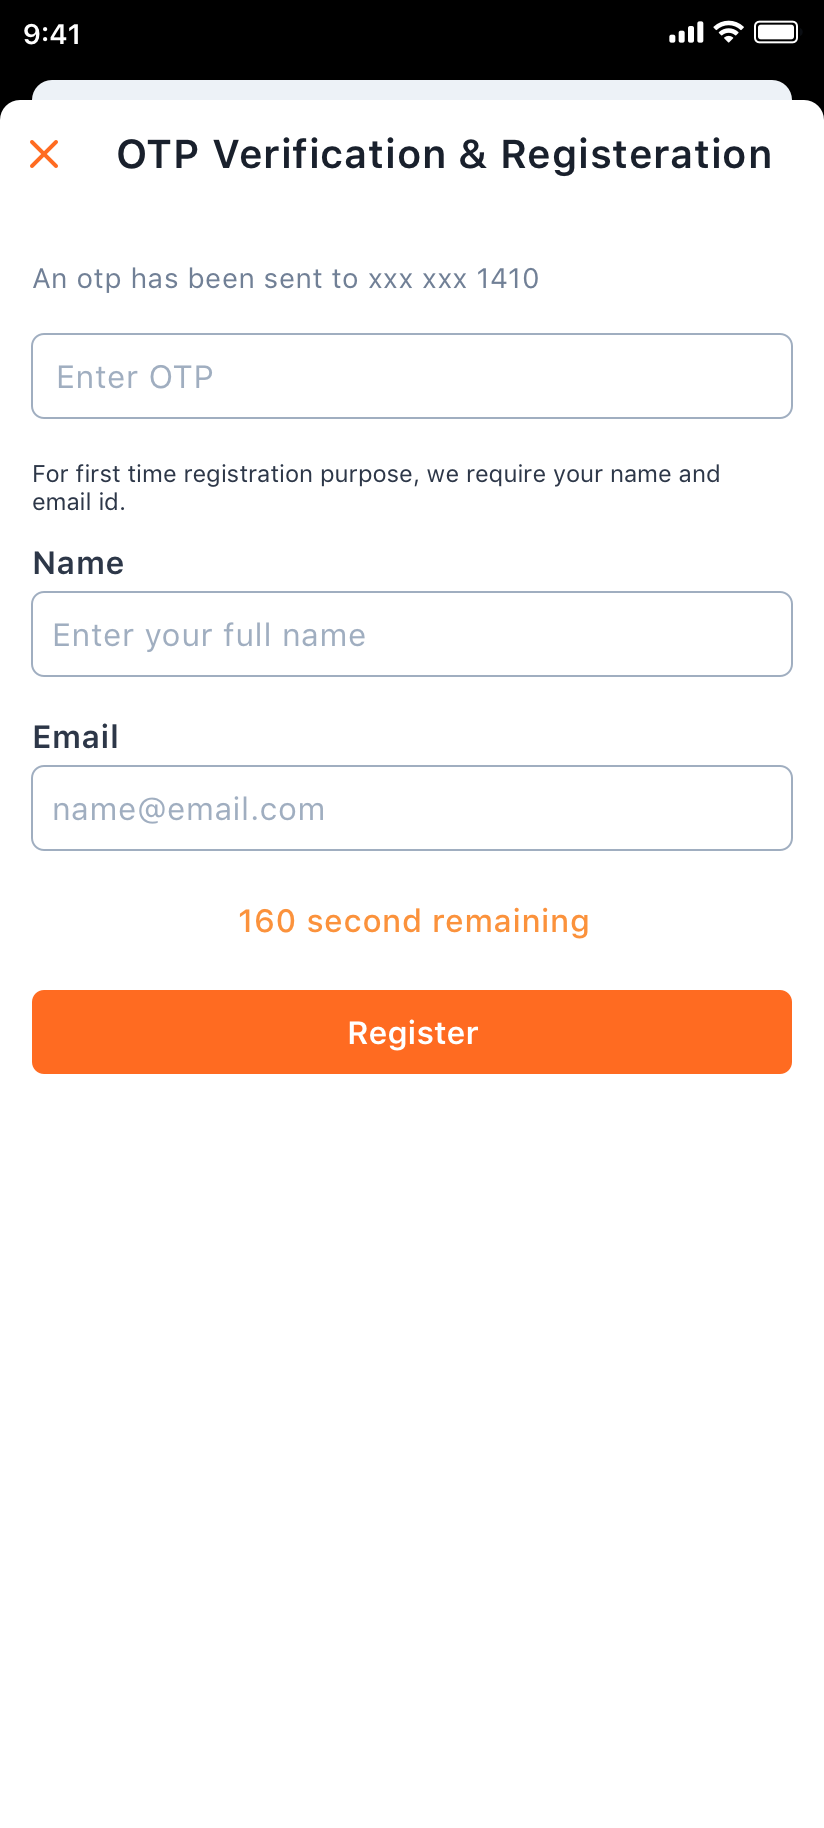 9:41
OTP Verification & Registeration
An otp has been sent to xxx xxx 1410
Enter OTP
For first time registration purpose, we require your name and
email id.
Name
Enter your full name
Email
name@email.com
160 second remaining
Register